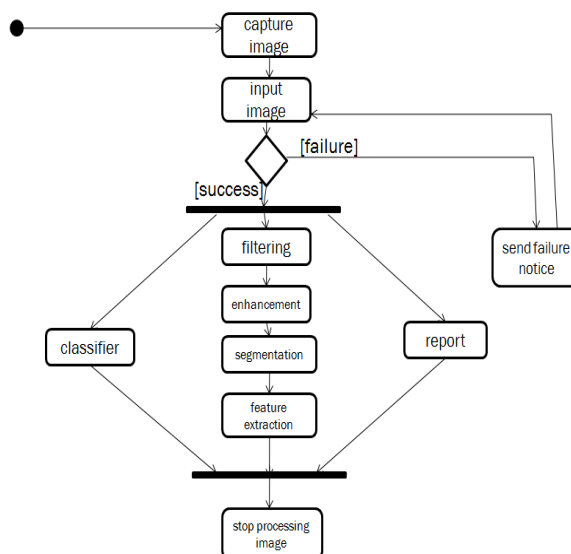 capture
image
input
image
[failure]
[success]
filtering
send failure
notice
enhancement
classifier
segmentation
report
feature
extraction
stop processing
image